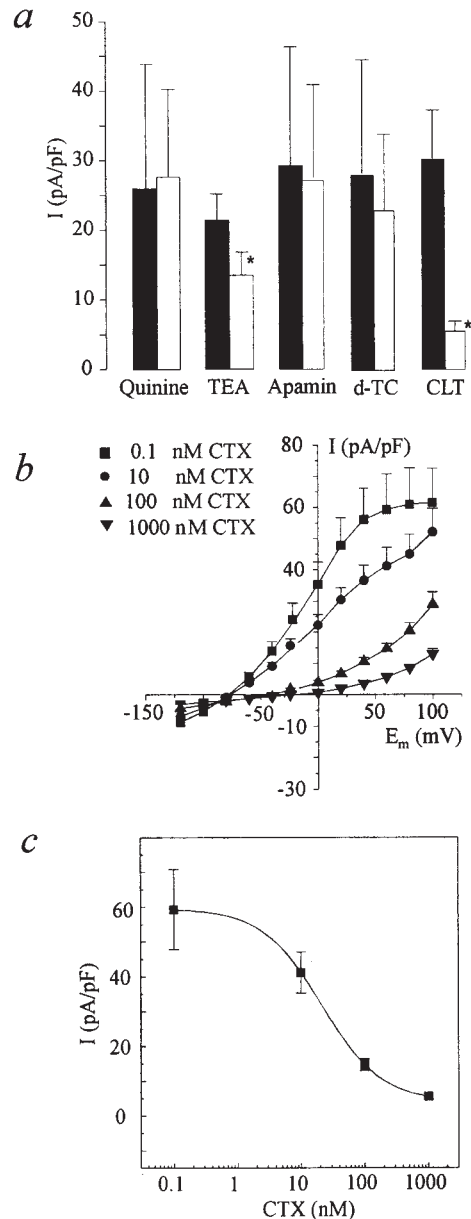 a
I (pA/pF)
50
40
30
20
10
0
*
*
Quinine TEA Apamin d-TC CLT
b
0.1 nM CTX
10 nM CTX
100 nM CTX
1000 nM CTX
I (pA/pF)
80
60
40
20
-150 -50 50 100
-10
E_m (mV)
-30
c
I (pA/pF)
60
40
20
0
0.1 1 10 100 1000
CTX (nM)